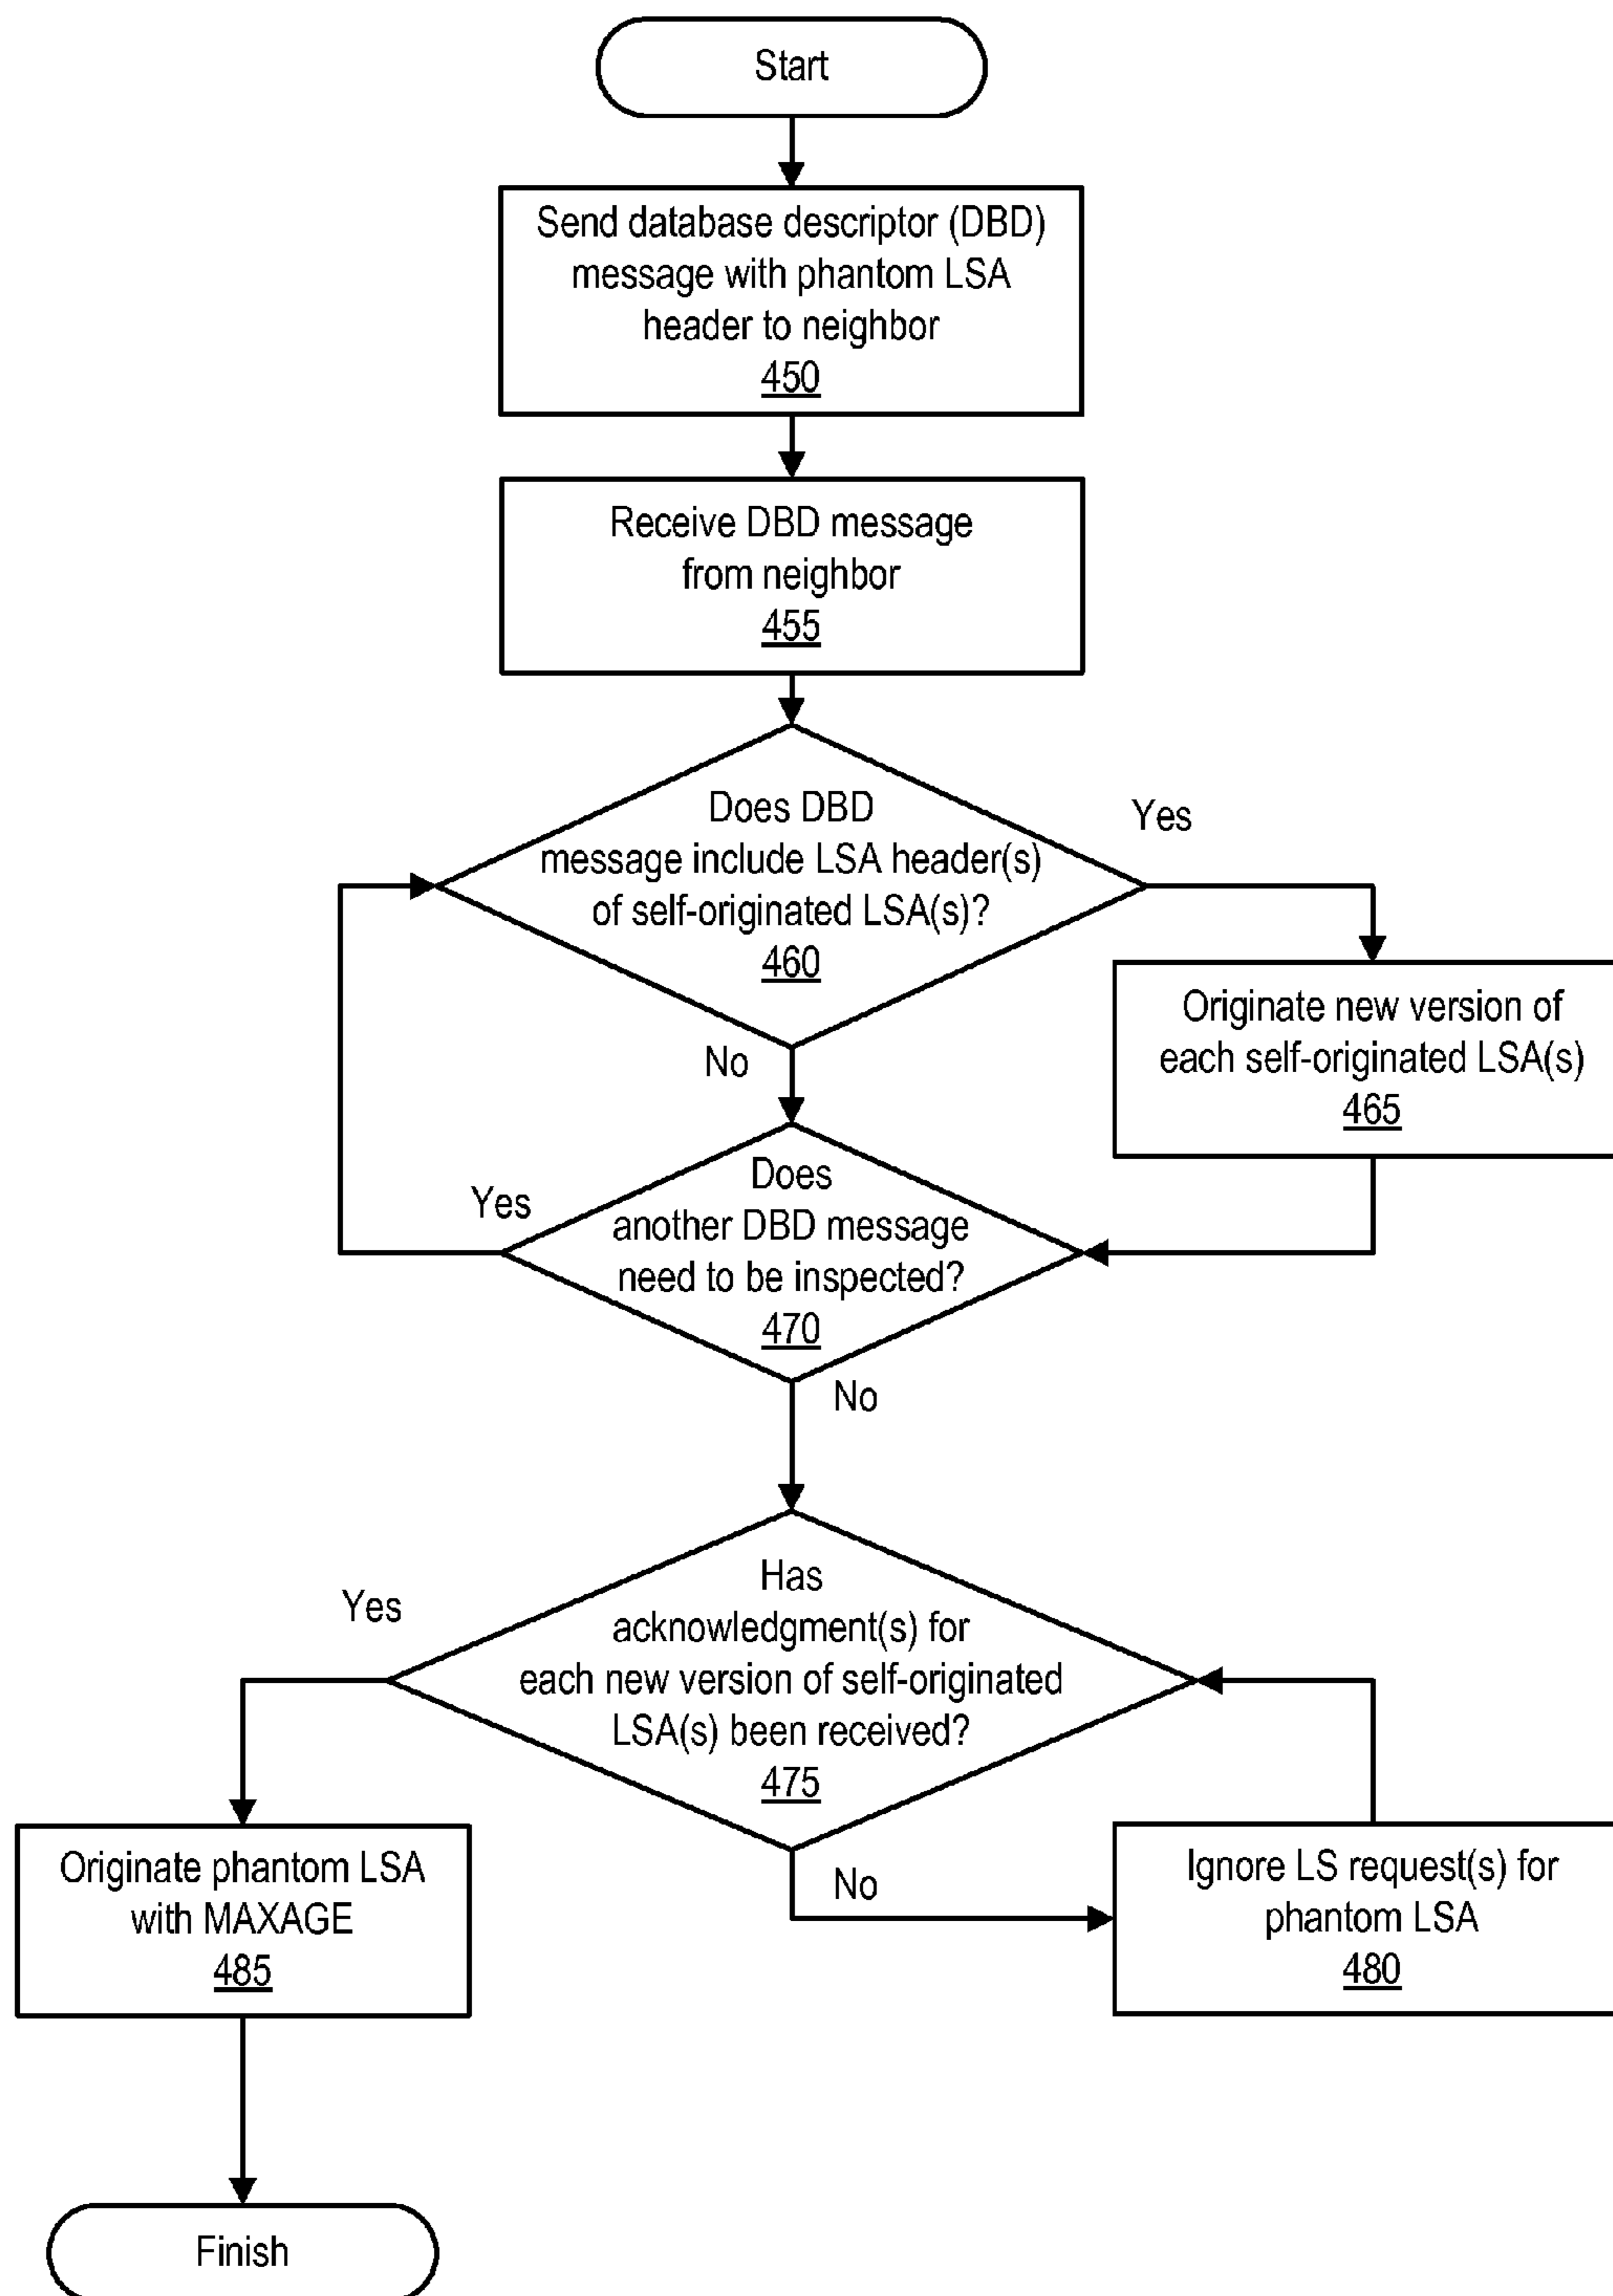 Start
Send database descriptor (DBD)
message with phantom LSA
header to neighbor
450
Receive DBD message
from neighbor
455
Does DBD
message include LSA header(s)
of self-originated LSA(s)?
460
Yes
No
Originate new version of
each self-originated LSA(s)
465
Does
another DBD message
need to be inspected?
470
Yes
No
Has
acknowledgment(s) for
each new version of self-originated
LSA(s) been received?
475
Yes
No
Originate phantom LSA
with MAXAGE
485
Ignore LS request(s) for
phantom LSA
480
Finish